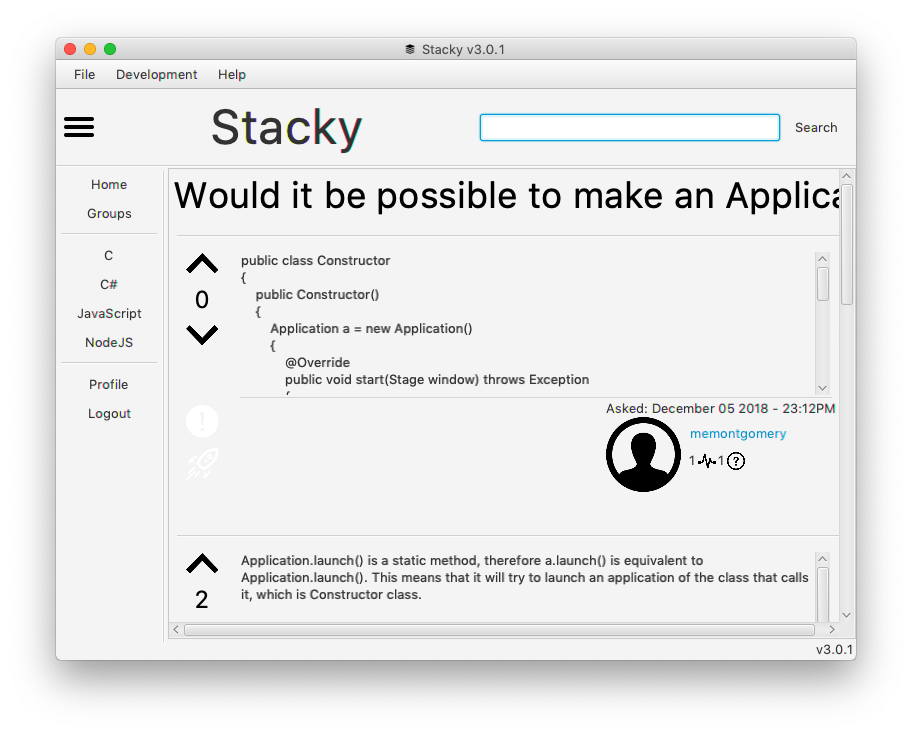 Stacky v3.0.1
File Development Help
Stacky
Search
Home
Groups
C
C#
JavaScript
NodeJS
Profile
Logout
Would it be possible to make an Applica
0
public class Constructor
{
public Constructor()
{
Application a = new Application()
{
@Override
public void start(Stage window) throws Exception
{
Asked: December 05 2018 - 23:12PM
memontgomery
1 1
2
Application.launch() is a static method, therefore a.launch() is equivalent to
Application.launch(). This means that it will try to launch an application of the class that calls
it, which is Constructor class.
v3.0.1